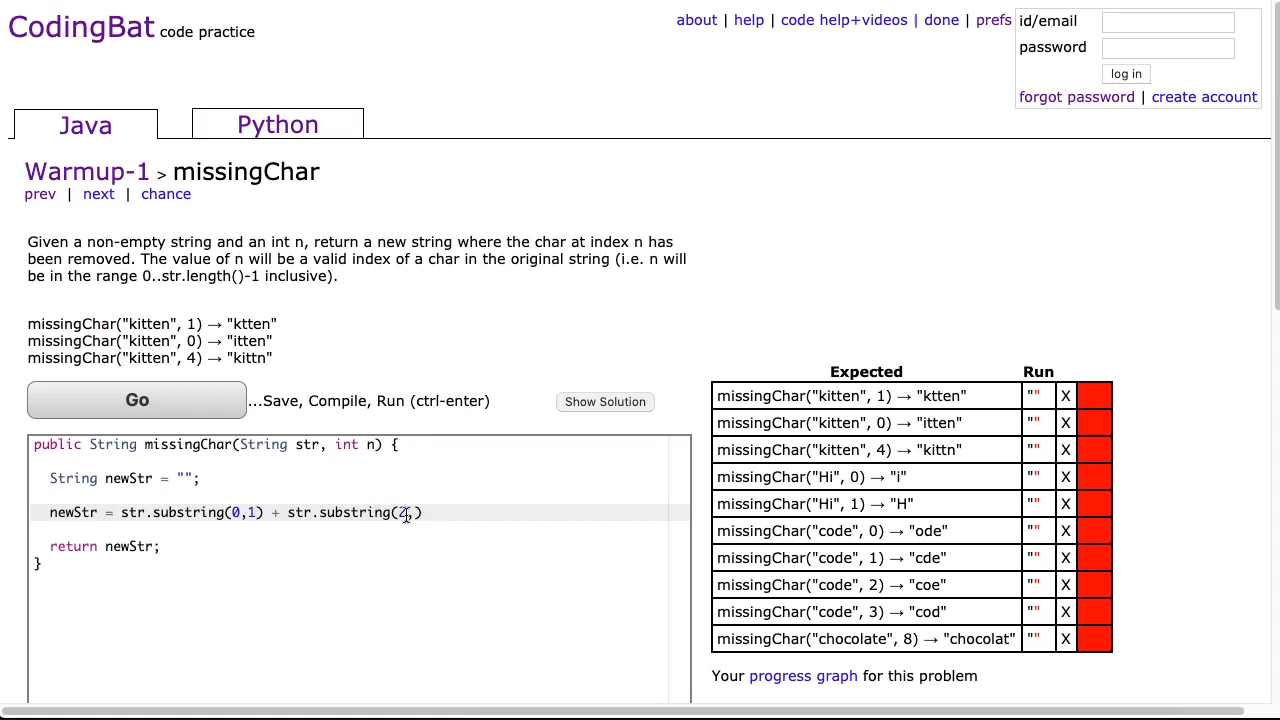 CodingBat code practice
about | help | code help+videos | done | prefs
id/email
password
log in
forgot password | create account
Java
Python
Warmup-1 > missingChar
prev | next | chance
Given a non-empty string and an int n, return a new string where the char at index n has
been removed. The value of n will be a valid index of a char in the original string (i.e. n will
be in the range 0..str.length()-1 inclusive).
missingChar("kitten", 1) → "ktten"
missingChar("kitten", 0) → "itten"
missingChar("kitten", 4) → "kittn"
Go ...Save, Compile, Run (ctrl-enter) Show Solution
public String missingChar(String str, int n) {
String newStr = "";
newStr = str.substring(0,1) + str.substring(2,)
return newStr;
}
Expected Run
missingChar("kitten", 1) → "ktten" "" X
missingChar("kitten", 0) → "itten" "" X
missingChar("kitten", 4) → "kittn" "" X
missingChar("Hi", 0) → "i" "" X
missingChar("Hi", 1) → "H" "" X
missingChar("code", 0) → "ode" "" X
missingChar("code", 1) → "cde" "" X
missingChar("code", 2) → "coe" "" X
missingChar("code", 3) → "cod" "" X
missingChar("chocolate", 8) → "chocolat" "" X
Your progress graph for this problem